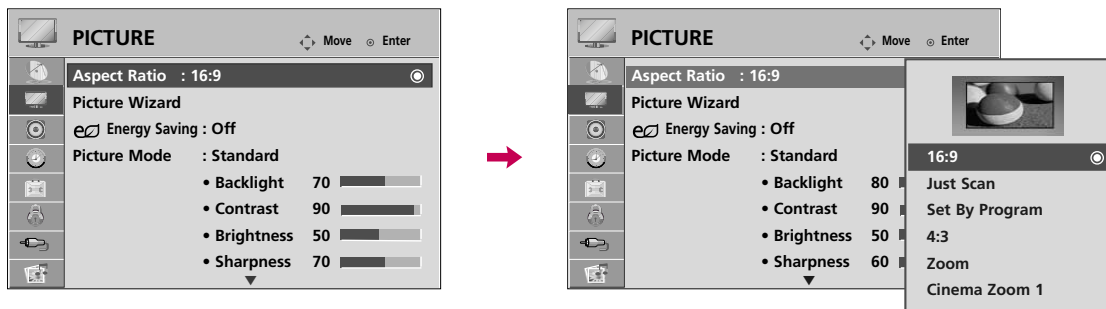 PICTURE
Move Enter
Aspect Ratio : 16:9
Picture Wizard
Energy Saving : Off
Picture Mode : Standard
• Backlight 70
• Contrast 90
• Brightness 50
• Sharpness 70
PICTURE
Move Enter
Aspect Ratio : 16:9
Picture Wizard
Energy Saving : Off
Picture Mode : Standard
• Backlight 80
• Contrast 90
• Brightness 50
• Sharpness 60
16:9
Just Scan
Set By Program
4:3
Zoom
Cinema Zoom 1